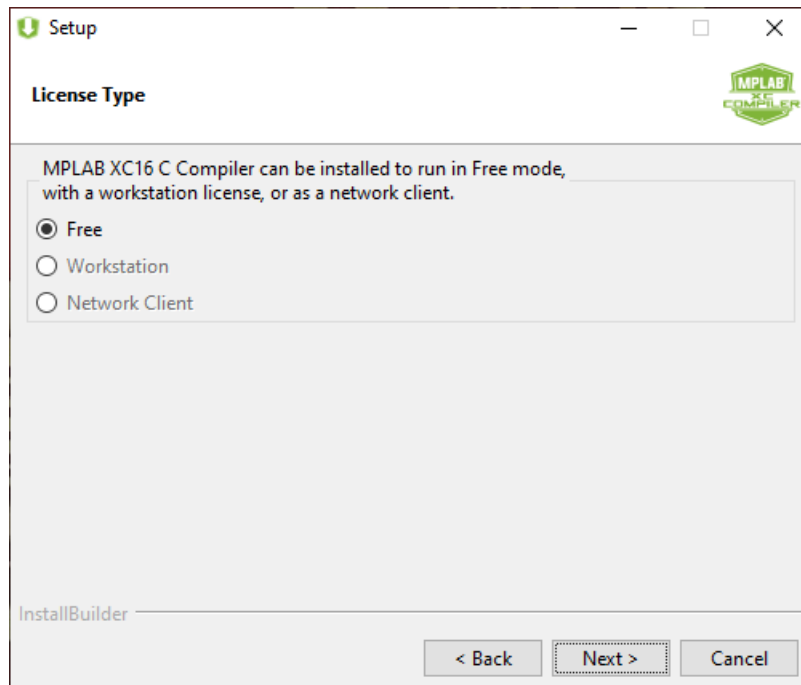 Setup
License Type
MPLAB
XC
COMPILER
MPLAB XC16 C Compiler can be installed to run in Free mode,
with a workstation license, or as a network client.
Free
Workstation
Network Client
InstallBuilder
< Back
Next >
Cancel